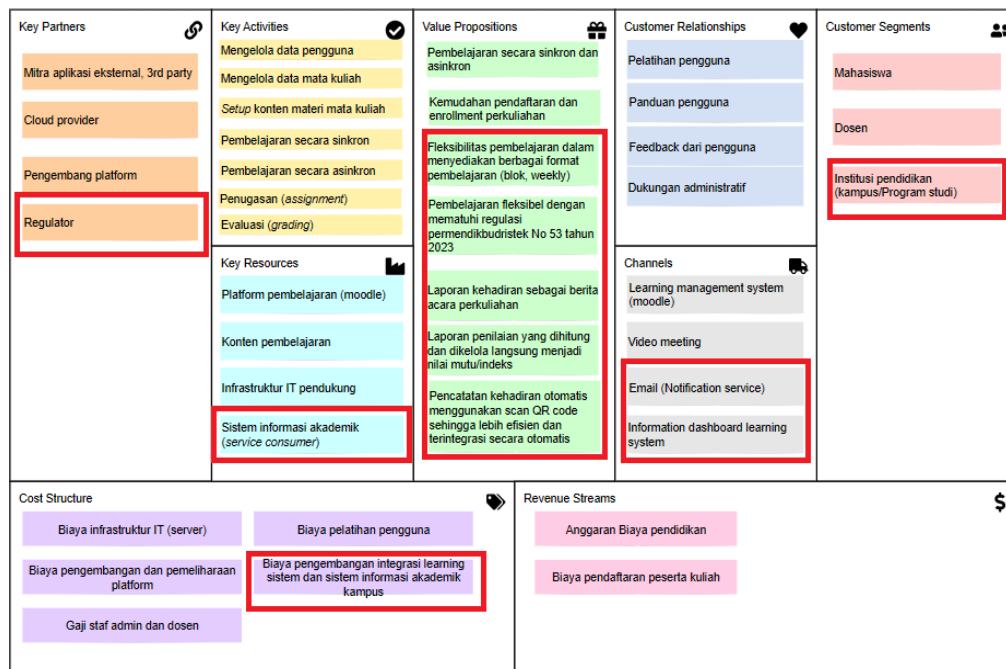 Key Partners
Mitra aplikasi eksternal, 3rd party
Cloud provider
Pengembang platform
Regulator
Key Activities
Mengelola data pengguna
Mengelola data mata kuliah
Setup konten materi mata kuliah
Pembelajaran secara sinkron
Pembelajaran secara asinkron
Penugasan (assignment)
Evaluasi (grading)
Key Resources
Platform pembelajaran (moodle)
Konten pembelajaran
Infrastruktur IT pendukung
Sistem informasi akademik
(service consumer)
Value Propositions
Pembelajaran secara sinkron dan
asinkron
Kemudahan pendaftaran dan
enrollment perkuliahan
Fleksibilitas pembelajaran dalam
menyediakan berbagai format
pembelajaran (blok, weekly)
Pembelajaran fleksibel dengan
mematuhi regulasi
permendikbudristek No 53 tahun
2023
Laporan kehadiran sebagai berita
acara perkuliahan
Laporan penilaian yang dihitung
dan dikelola langsung menjadi
nilai mutu/indeks
Pencatatan kehadiran otomatis
menggunakan scan QR code
sehingga lebih efisien dan
terintegrasi secara otomatis
Customer Relationships
Pelatihan pengguna
Panduan pengguna
Feedback dari pengguna
Dukungan administratif
Channels
Learning management system
(moodle)
Video meeting
Email (Notification service)
Information dashboard learning
system
Customer Segments
Mahasiswa
Dosen
Institusi pendidikan
(kampus/Program studi)
Cost Structure
Biaya infrastruktur IT (server)
Biaya pelatihan pengguna
Biaya pengembangan dan pemeliharaan
platform
Biaya pengembangan integrasi learning
sistem dan sistem informasi akademik
kampus
Gaji staf admin dan dosen
Revenue Streams
$
Anggaran Biaya pendidikan
Biaya pendaftaran peserta kuliah